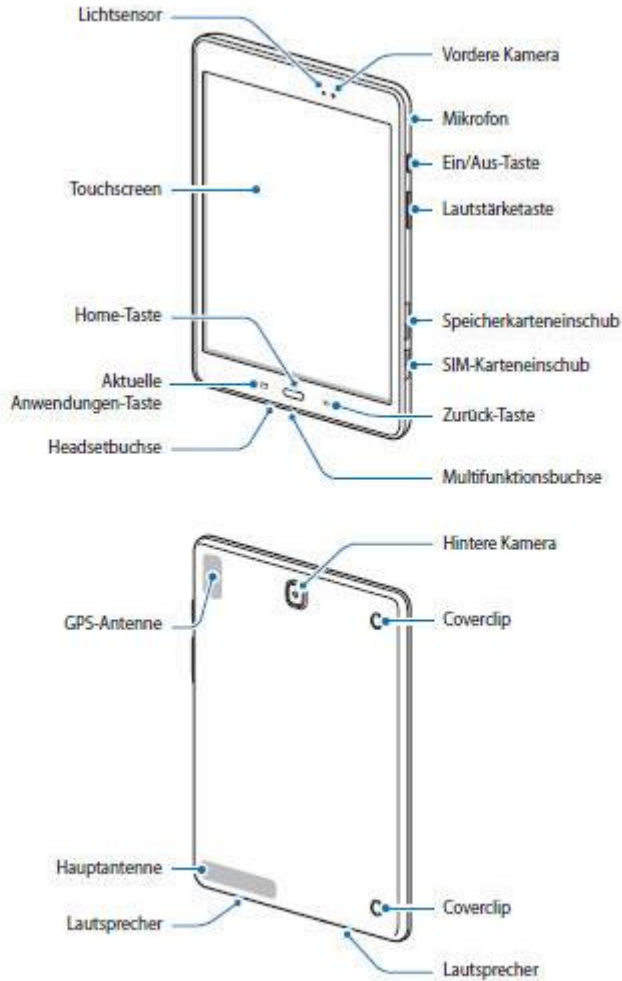 Lichtsensor
Vordere Kamera
Mikrofon
Ein/Aus-Taste
Touchscreen
Lautstärketaste
Home-Taste
Speicherkarteneinschub
SIM-Karteneinschub
Aktuelle
Anwendungen-Taste
Zurück-Taste
Headsetbuchse
Multifunktionsbuchse
Hintere Kamera
GPS-Antenne
Coverclip
Hauptantenne
Coverclip
Lautsprecher
Lautsprecher